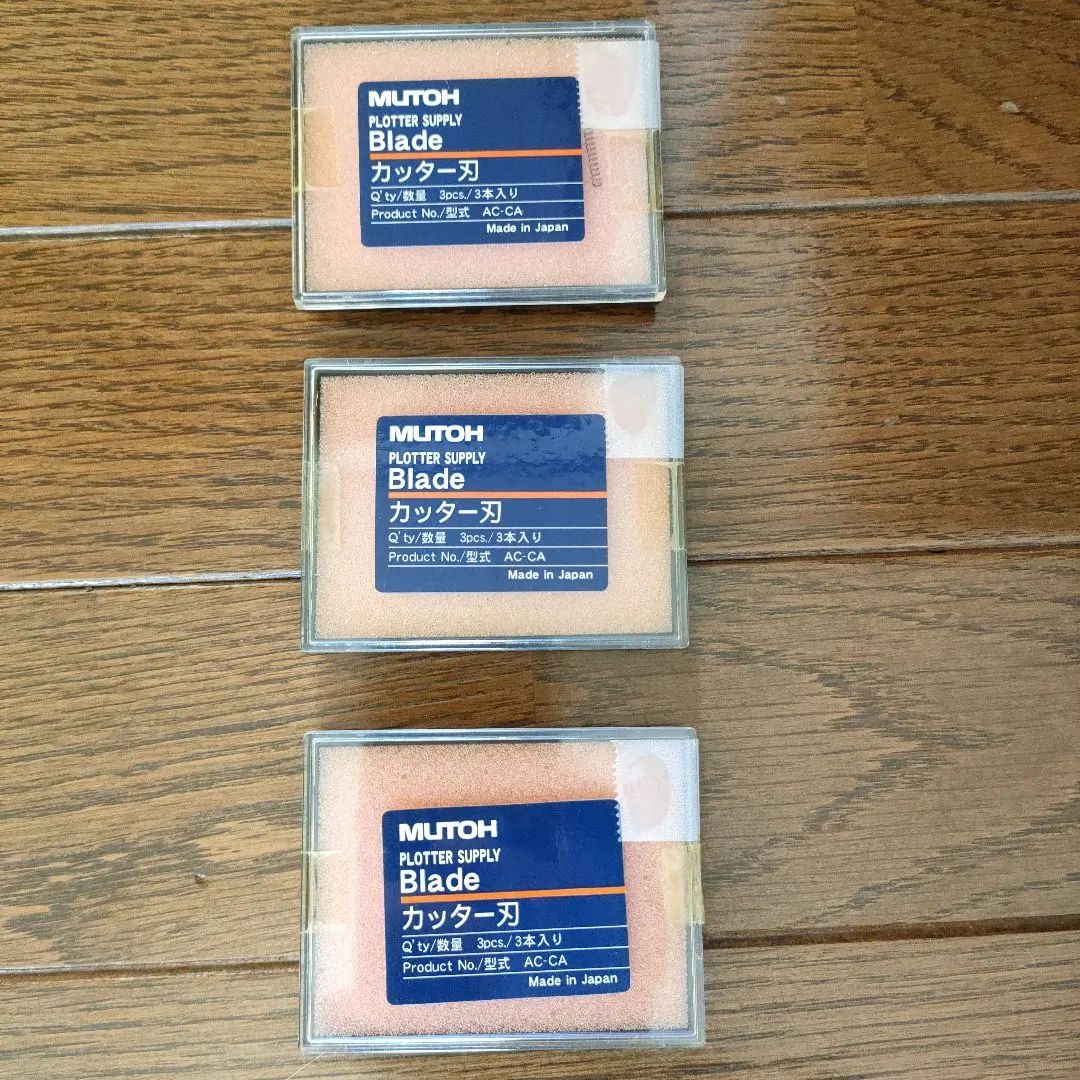 MUTOH
PLOTTER SUPPLY
Blade
カッター刃
Q'ty/数量 3pcs./3本入り
Product No./型式 AC-CA
Made in Japan
MUTOH
PLOTTER SUPPLY
Blade
カッター刃
Q'ty/数量 3pcs./3本入り
Product No./型式 AC-CA
Made in Japan
MUTOH
PLOTTER SUPPLY
Blade
カッター刃
Q'ty/数量 3pcs./3本入り
Product No./型式 AC-CA
Made in Japan